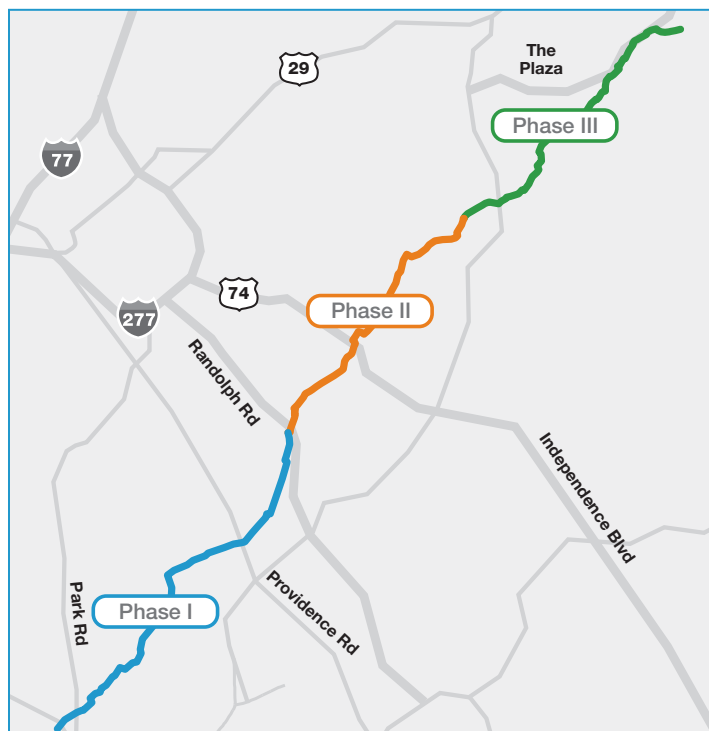 29
The
Plaza
Phase III
77
74
277
Phase II
Randolph Rd
Independence Blvd
Park Rd
Phase I
Providence Rd